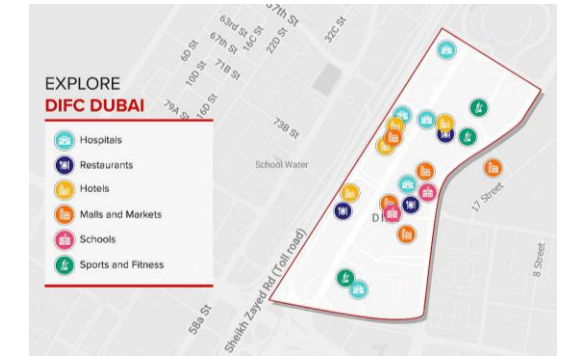 37th St
63rd St
16C St
22D St
32C St
67th St
6D St
71B St
10D St
79A St
16D St
73B St
EXPLORE
DIFC DUBAI
Hospitals
Restaurants
Hotels
Malls and Markets
Schools
Sports and Fitness
School Water
17 Street
8 Street
Sheikh Zayed Rd (Toll road)
58a St